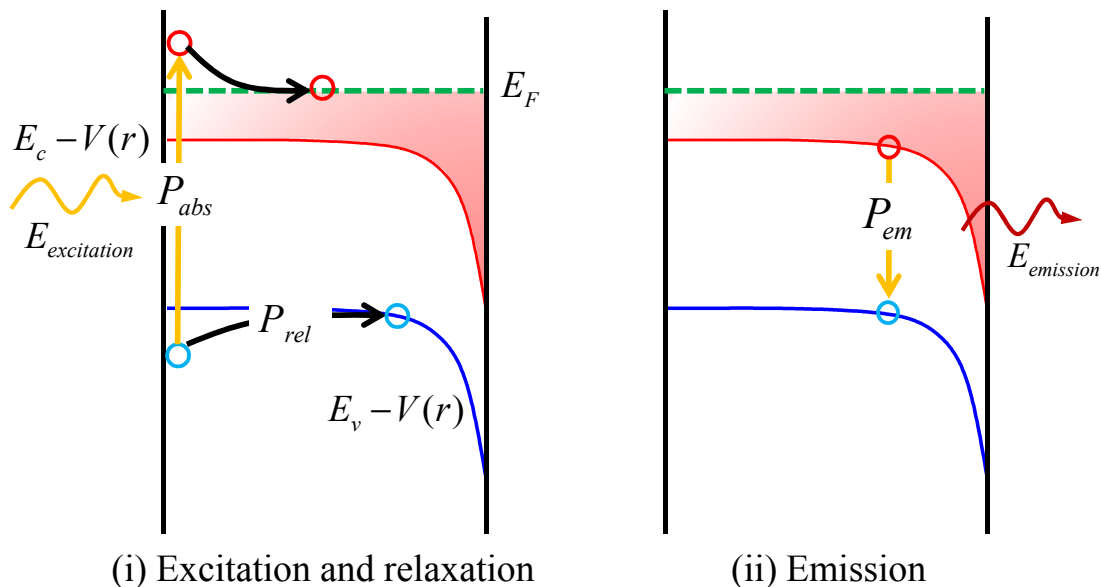 E_F
E_c − V(r)
P_abs
E_excitation
P_rel
E_v − V(r)
(i) Excitation and relaxation
P_em
E_emission
(ii) Emission